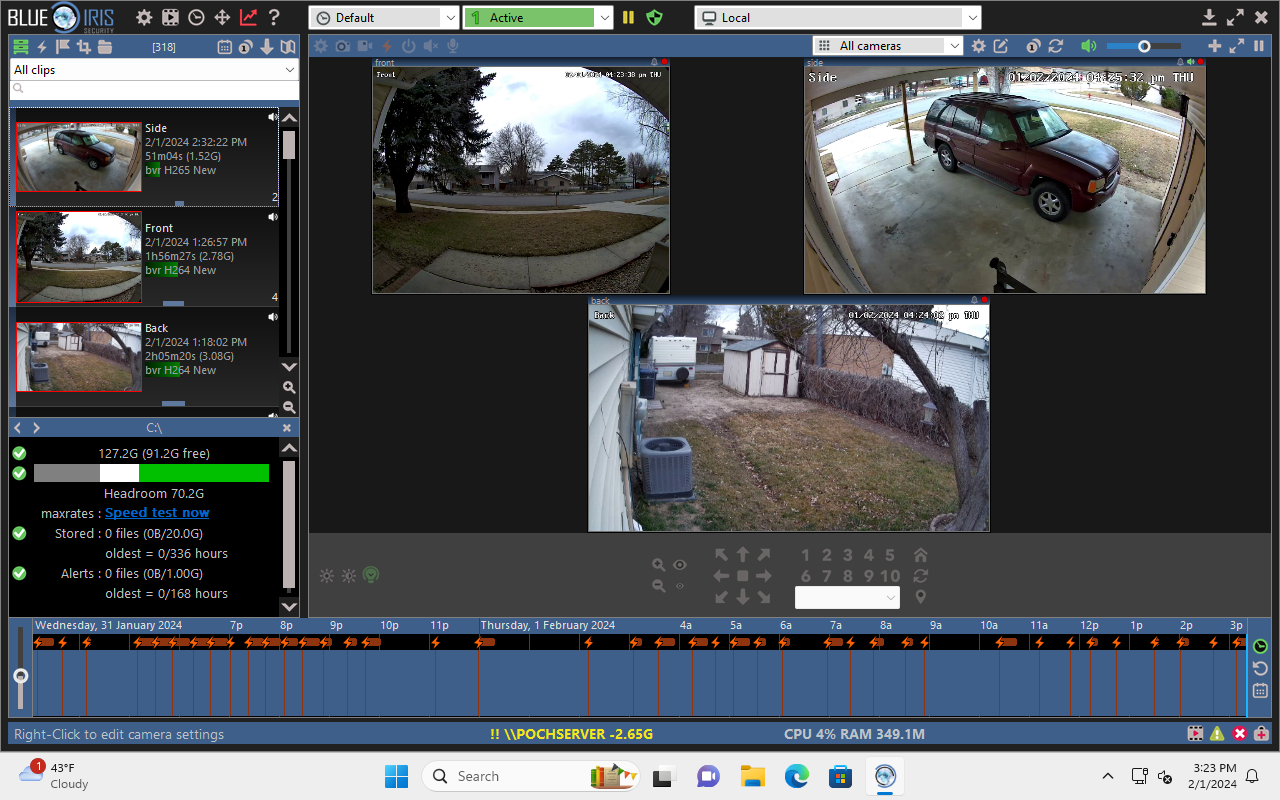 BLUE IRIS
SECURITY
Default
1 Active
Local
[318]
All cameras
All clips
Side
2/1/2024 2:32:22 PM
51m04s (1.52G)
bvr H265 New
2
Front
2/1/2024 1:26:57 PM
1h56m27s (2.78G)
bvr H264 New
4
Back
2/1/2024 1:18:02 PM
2h05m20s (3.08G)
bvr H264 New
front
Front
04:23:38 pm THU
side
Side
01/02/2024 04:25:32 pm THU
back
Back
01/02/2024 04:24:02 pm THU
C:\
127.2G (91.2G free)
Headroom 70.2G
maxrates : Speed test now
Stored : 0 files (0B/20.0G)
oldest = 0/336 hours
Alerts : 0 files (0B/1.00G)
oldest = 0/168 hours
1 2 3 4 5
6 7 8 9 10
Wednesday, 31 January 2024 7p 8p 9p 10p 11p Thursday, 1 February 2024 4a 5a 6a 7a 8a 9a 10a 11a 12p 1p 2p 3p
Right-Click to edit camera settings
!! \\POCHSERVER -2.65G
CPU 4% RAM 349.1M
1
43°F
Cloudy
Search
3:23 PM
2/1/2024